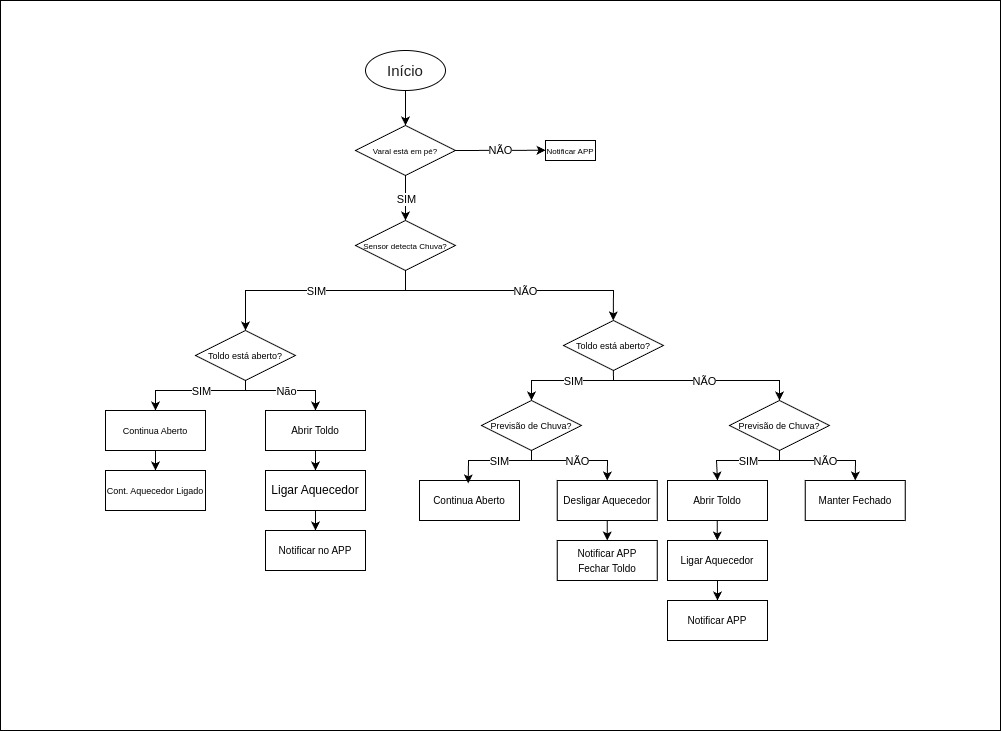 Início
Varal está em pé?
NÃO
Notificar APP
SIM
Sensor detecta Chuva?
SIM
NÃO
Toldo está aberto?
Toldo está aberto?
SIM
Não
SIM
NÃO
Continua Aberto
Abrir Toldo
Previsão de Chuva?
Previsão de Chuva?
SIM
NÃO
SIM
NÃO
Cont. Aquecedor Ligado
Ligar Aquecedor
Continua Aberto
Desligar Aquecedor
Abrir Toldo
Manter Fechado
Notificar no APP
Notificar APP
Fechar Toldo
Ligar Aquecedor
Notificar APP